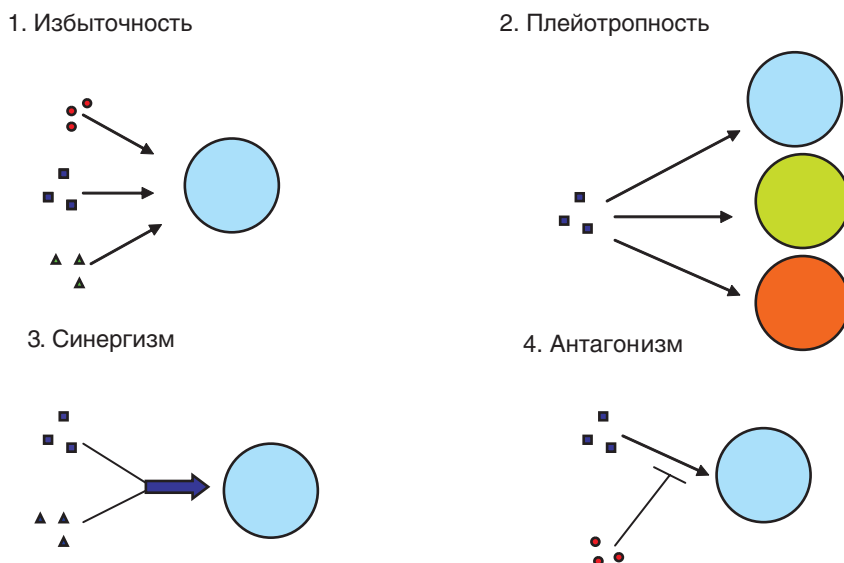 1. Избыточность
2. Плейотропность
3. Синергизм
4. Антагонизм